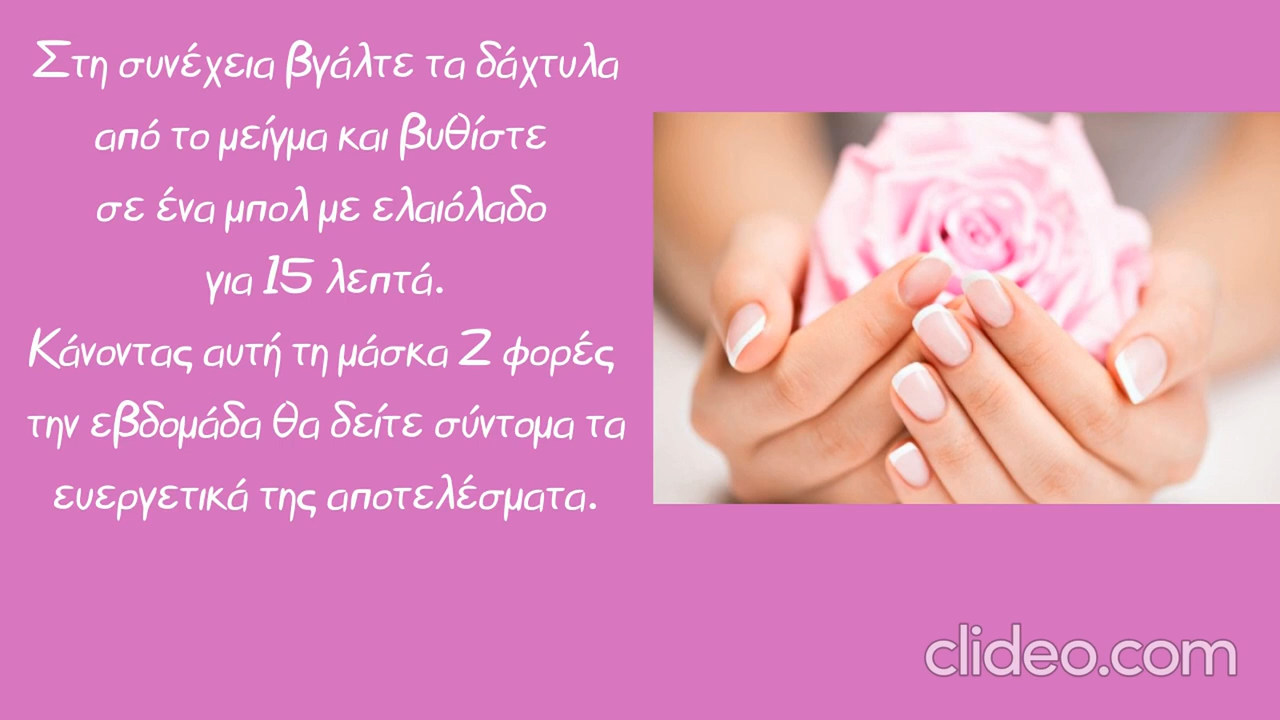 Στη συνέχεια βγάλτε τα δάχτυλα
από το μείγμα και βυθίστε
σε ένα μπολ με ελαιόλαδο
για 15 λεπτά.
Κάνοντας αυτή τη μάσκα 2 φορές
την εβδομάδα θα δείτε σύντομα τα
ευεργετικά της αποτελέσματα.
clideo.com